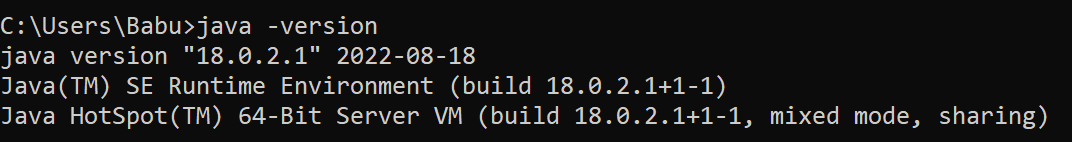 C:\Users\Babu>java -version
java version "18.0.2.1" 2022-08-18
Java(TM) SE Runtime Environment (build 18.0.2.1+1-1)
Java HotSpot(TM) 64-Bit Server VM (build 18.0.2.1+1-1, mixed mode, sharing)